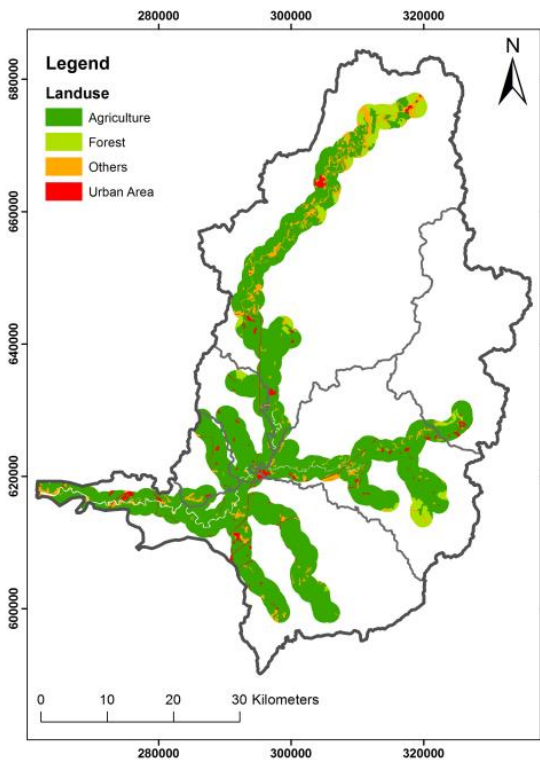 280000 300000 320000
N
Legend
Landuse
Agriculture
Forest
Others
Urban Area
680000
660000
640000
620000
600000
0 10 20 30 Kilometers
280000 300000 320000